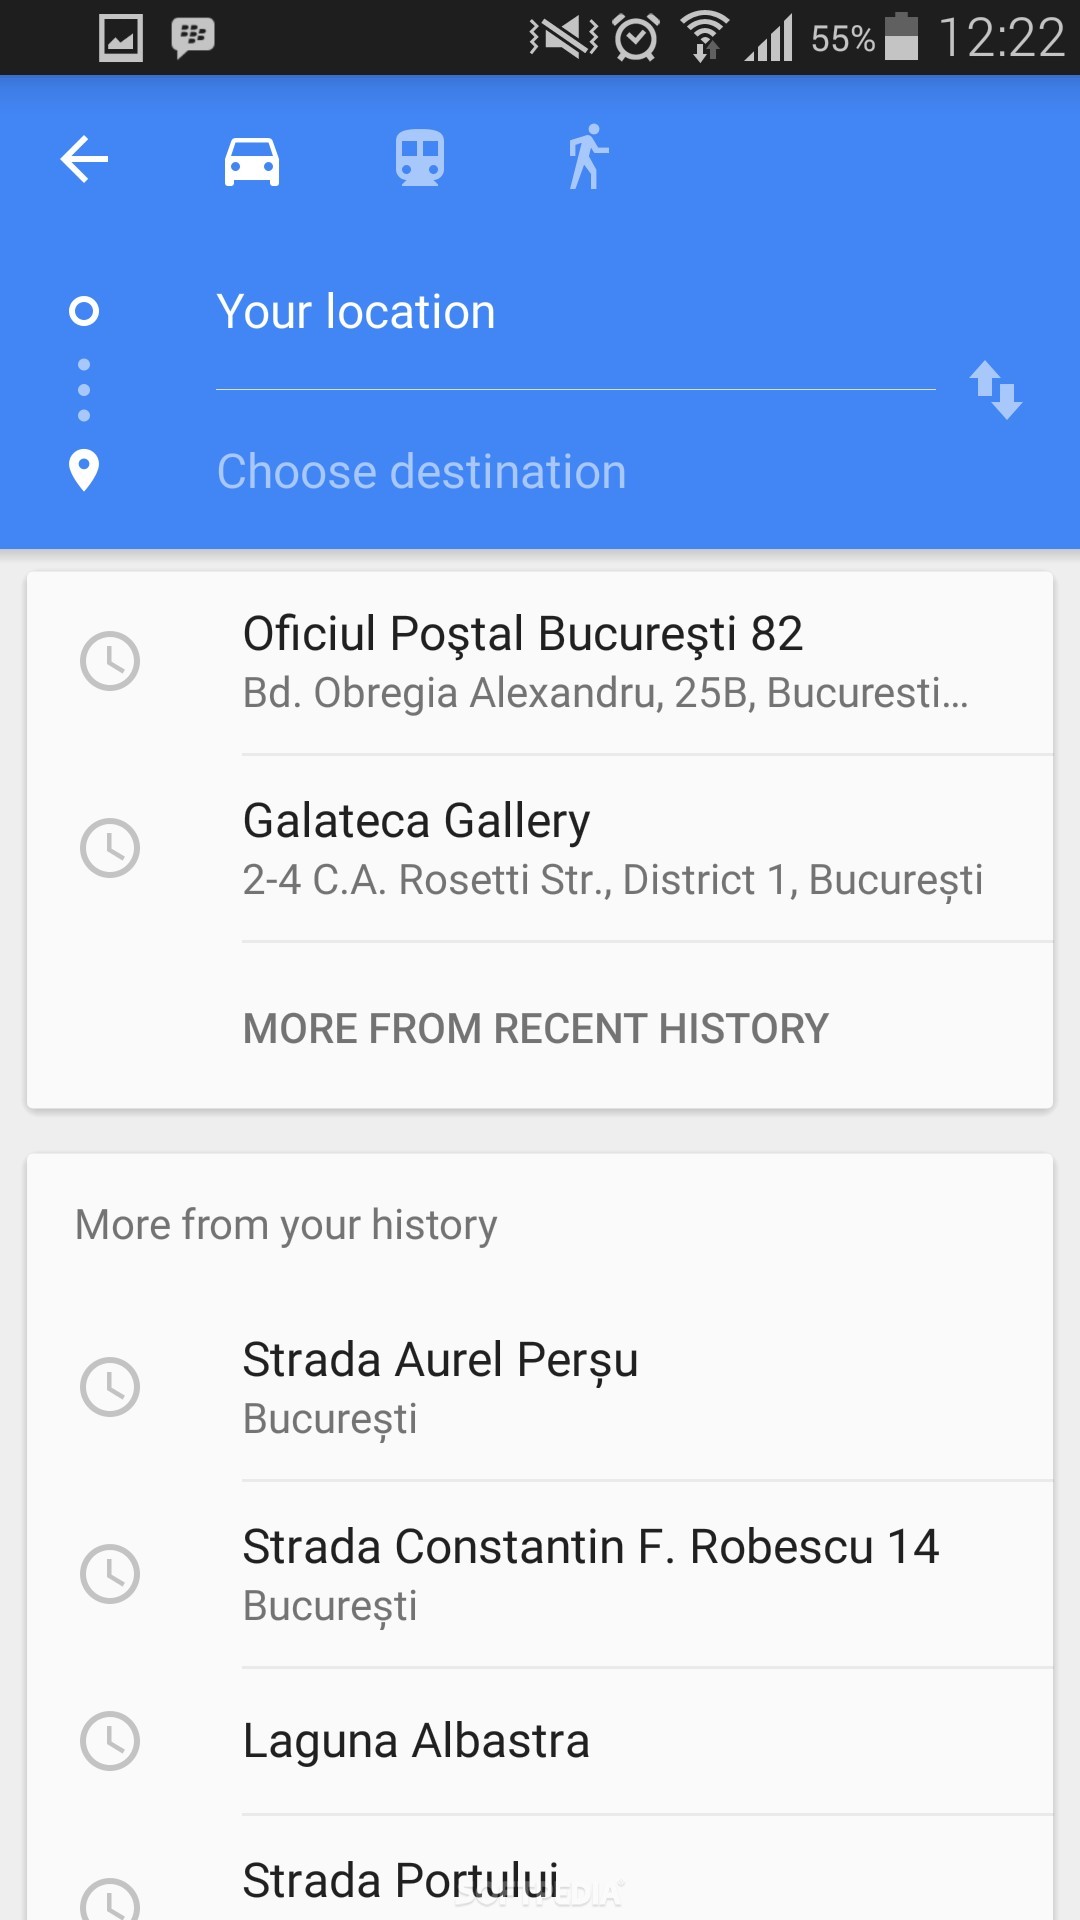 55% 12:22
Your location
Choose destination
Oficiul Poştal Bucureşti 82
Bd. Obregia Alexandru, 25B, Bucuresti...
Galateca Gallery
2-4 C.A. Rosetti Str., District 1, București
MORE FROM RECENT HISTORY
More from your history
Strada Aurel Perșu
București
Strada Constantin F. Robescu 14
București
Laguna Albastra
Strada Portului
SOFTPEDIA